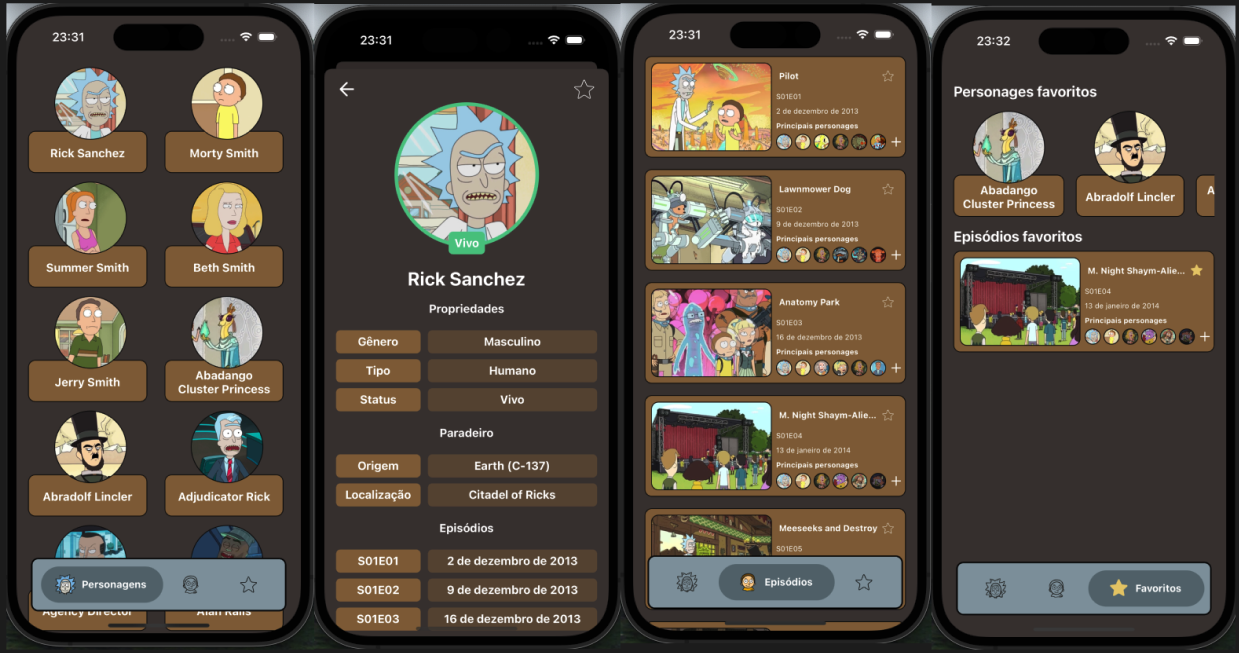 23:31
Rick Sanchez
Morty Smith
Summer Smith
Beth Smith
Jerry Smith
Abadango
Cluster Princess
Abradolf Lincler
Adjudicator Rick
Personagens
Agency Director
Alan Rails
23:31
Vivo
Rick Sanchez
Propriedades
Gênero
Masculino
Tipo
Humano
Status
Vivo
Paradeiro
Origem
Earth (C-137)
Localização
Citadel of Ricks
Episódios
S01E01
2 de dezembro de 2013
S01E02
9 de dezembro de 2013
S01E03
16 de dezembro de 2013
23:31
Pilot
S01E01
2 de dezembro de 2013
Principais personages
Lawnmower Dog
S01E02
9 de dezembro de 2013
Principais personages
Anatomy Park
S01E03
16 de dezembro de 2013
Principais personages
M. Night Shaym-Alie...
S01E04
13 de janeiro de 2014
Principais personages
Meeseeks and Destroy
S01E05
Episódios
23:32
Personages favoritos
Abadango
Cluster Princess
Abradolf Lincler
A
Episódios favoritos
M. Night Shaym-Alie...
S01E04
13 de janeiro de 2014
Principais personages
Favoritos